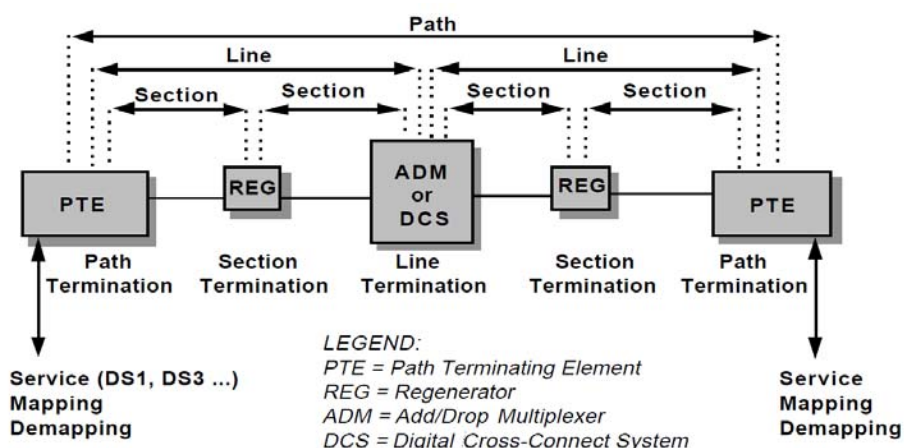 Path
Line Line
Section Section Section Section
PTE REG ADM or DCS REG PTE
Path Termination
Section Termination
Line Termination
Section Termination
Path Termination
Service (DS1, DS3 ...)
Mapping
Demapping
LEGEND:
PTE = Path Terminating Element
REG = Regenerator
ADM = Add/Drop Multiplexer
DCS = Digital Cross-Connect System
Service
Mapping
Demapping